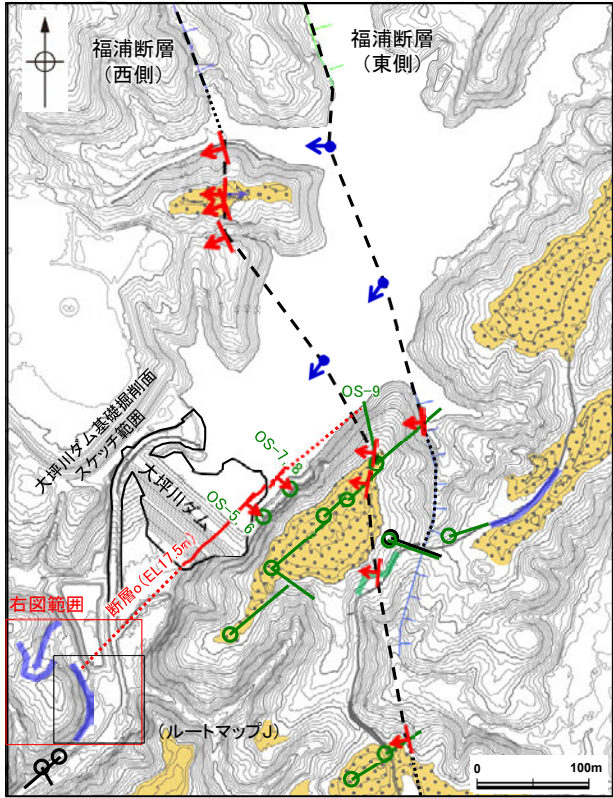 福浦断層
(西側)
福浦断層
(東側)
OS-9
大坪川ダム基礎掘削面
スケッチ範囲
OS-7, 8
大坪川ダム
OS-5, 6
断層o(EL17.5m)
右図範囲
(ルートマップJ)
0 100m